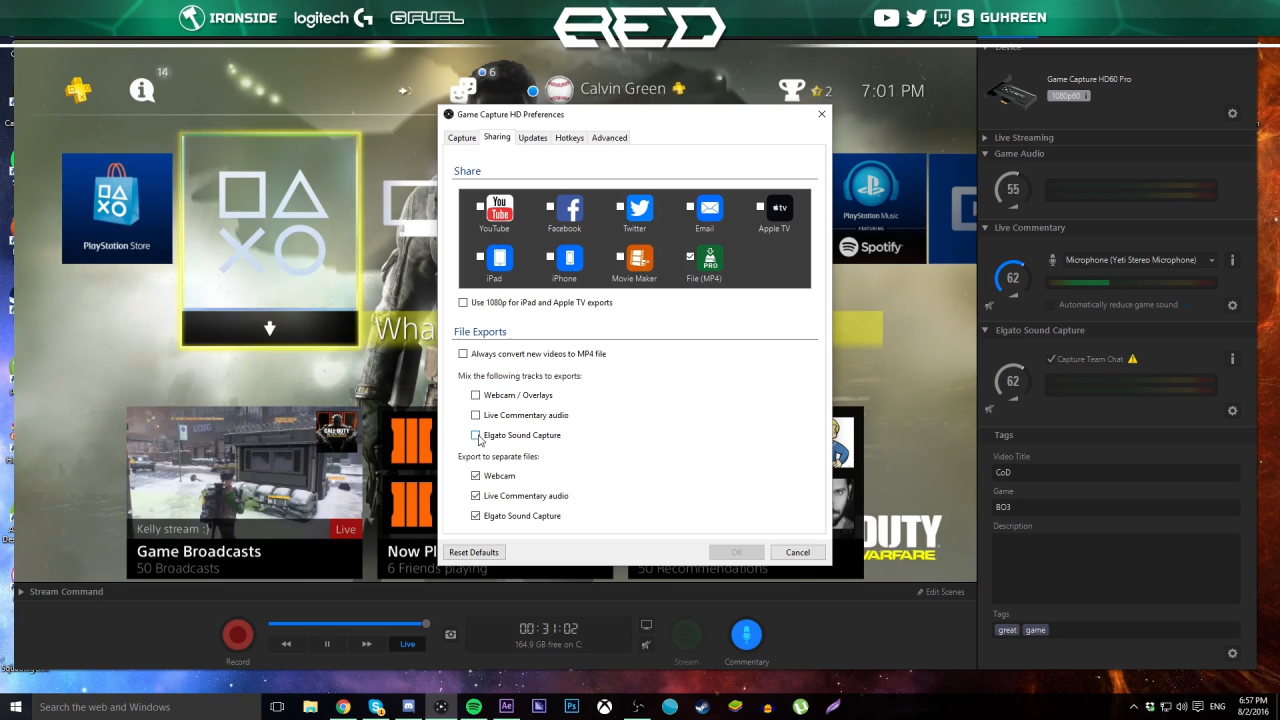 IRONSIDE logitech G GFUEL RED GUHREEN
14
6
Calvin Green
2
7:01 PM
Device
Game Capture HD60 Pro
1080p60
Live Streaming
Game Audio
55
Live Commentary
Microphone (Yeti Stereo Microphone)
62
Automatically reduce game sound
Elgato Sound Capture
Capture Team Chat
62
Tags
Video Title
CoD
Game
BO3
Description
Tags
great game
Game Capture HD Preferences
Capture Sharing Updates Hotkeys Advanced
Share
You
Tube
tv
YouTube Facebook Twitter Email Apple TV
PRO
iPad iPhone Movie Maker File (MP4)
Use 1080p for iPad and Apple TV exports
File Exports
Always convert new videos to MP4 file
Mix the following tracks to exports:
Webcam / Overlays
Live Commentary audio
Elgato Sound Capture
Export to separate files:
Webcam
Live Commentary audio
Elgato Sound Capture
Reset Defaults OK Cancel
PlayStation Store
Wha
PlayStation Music
FEATURING
Spotify
Kelly stream :) Live
Game Broadcasts
50 Broadcasts
Now Pl
6 Friends playing
50 Recommendations
DUTY
WARFARE
Stream Command
Edit Scenes
Record
Live
00:31:02
164.9 GB free on C:
Stream
Commentary
Search the web and Windows
ENG
6:57 PM
8/2/2016